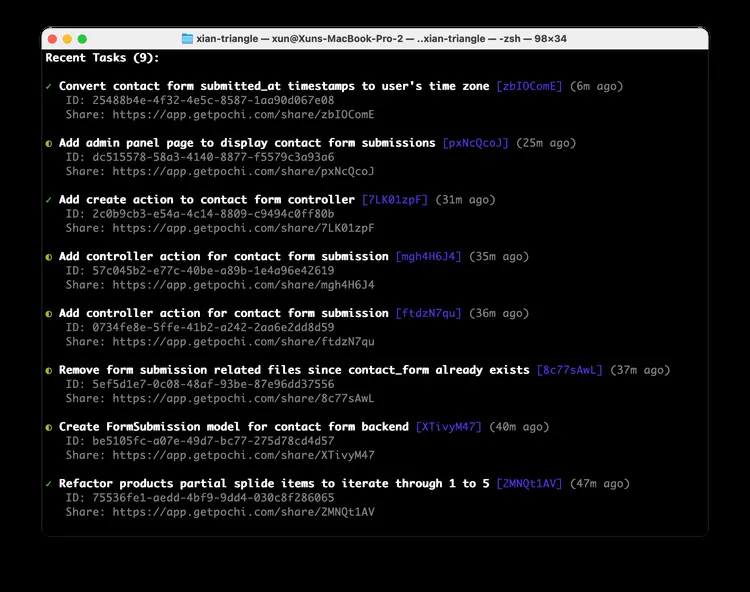 xian-triangle — xun@Xuns-MacBook-Pro-2 — ..xian-triangle — -zsh — 98×34
Recent Tasks (9):
✓ Convert contact form submitted_at timestamps to user's time zone [zbIOComE] (6m ago)
ID: 25488b4e-4f32-4e5c-8587-1aa90d067e08
Share: https://app.getpochi.com/share/zbIOComE
◐ Add admin panel page to display contact form submissions [pxNcQcoJ] (25m ago)
ID: dc515578-58a3-4140-8877-f5579c3a93a6
Share: https://app.getpochi.com/share/pxNcQcoJ
✓ Add create action to contact form controller [7LK01zpF] (31m ago)
ID: 2c0b9cb3-e54a-4c14-8809-c9494c0ff80b
Share: https://app.getpochi.com/share/7LK01zpF
◐ Add controller action for contact form submission [mgh4H6J4] (35m ago)
ID: 57c045b2-e77c-40be-a89b-1e4a96e42619
Share: https://app.getpochi.com/share/mgh4H6J4
◐ Add controller action for contact form submission [ftdzN7qu] (36m ago)
ID: 0734fe8e-5ffe-41b2-a242-2aa6e2dd8d59
Share: https://app.getpochi.com/share/ftdzN7qu
◐ Remove form submission related files since contact_form already exists [8c77sAwL] (37m ago)
ID: 5ef5d1e7-0c08-48af-93be-87e96dd37556
Share: https://app.getpochi.com/share/8c77sAwL
◐ Create FormSubmission model for contact form backend [XTivyM47] (40m ago)
ID: be5105fc-a07e-49d7-bc77-275d78cd4d57
Share: https://app.getpochi.com/share/XTivyM47
✓ Refactor products partial splide items to iterate through 1 to 5 [2MNQt1AV] (47m ago)
ID: 75536fe1-aedd-4bf9-9dd4-030c8f286065
Share: https://app.getpochi.com/share/2MNQt1AV